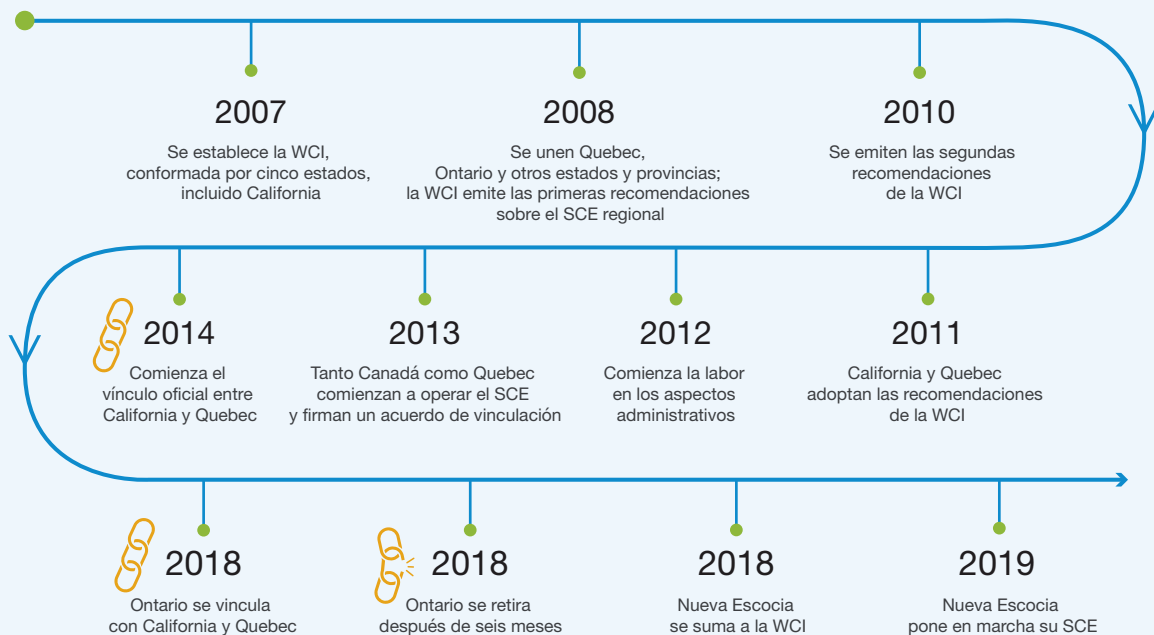 2007
Se establece la WCI,
conformada por cinco estados,
incluido California
2008
Se unen Quebec,
Ontario y otros estados y provincias;
la WCI emite las primeras recomendaciones
sobre el SCE regional
2010
Se emiten las segundas
recomendaciones
de la WCI
2014
Comienza el
vínculo oficial entre
California y Quebec
2013
Tanto Canadá como Quebec
comienzan a operar el SCE
y firman un acuerdo de vinculación
2012
Comienza la labor
en los aspectos
administrativos
2011
California y Quebec
adoptan las recomendaciones
de la WCI
2018
Ontario se vincula
con California y Quebec
2018
Ontario se retira
después de seis meses
2018
Nueva Escocia
se suma a la WCI
2019
Nueva Escocia
pone en marcha su SCE